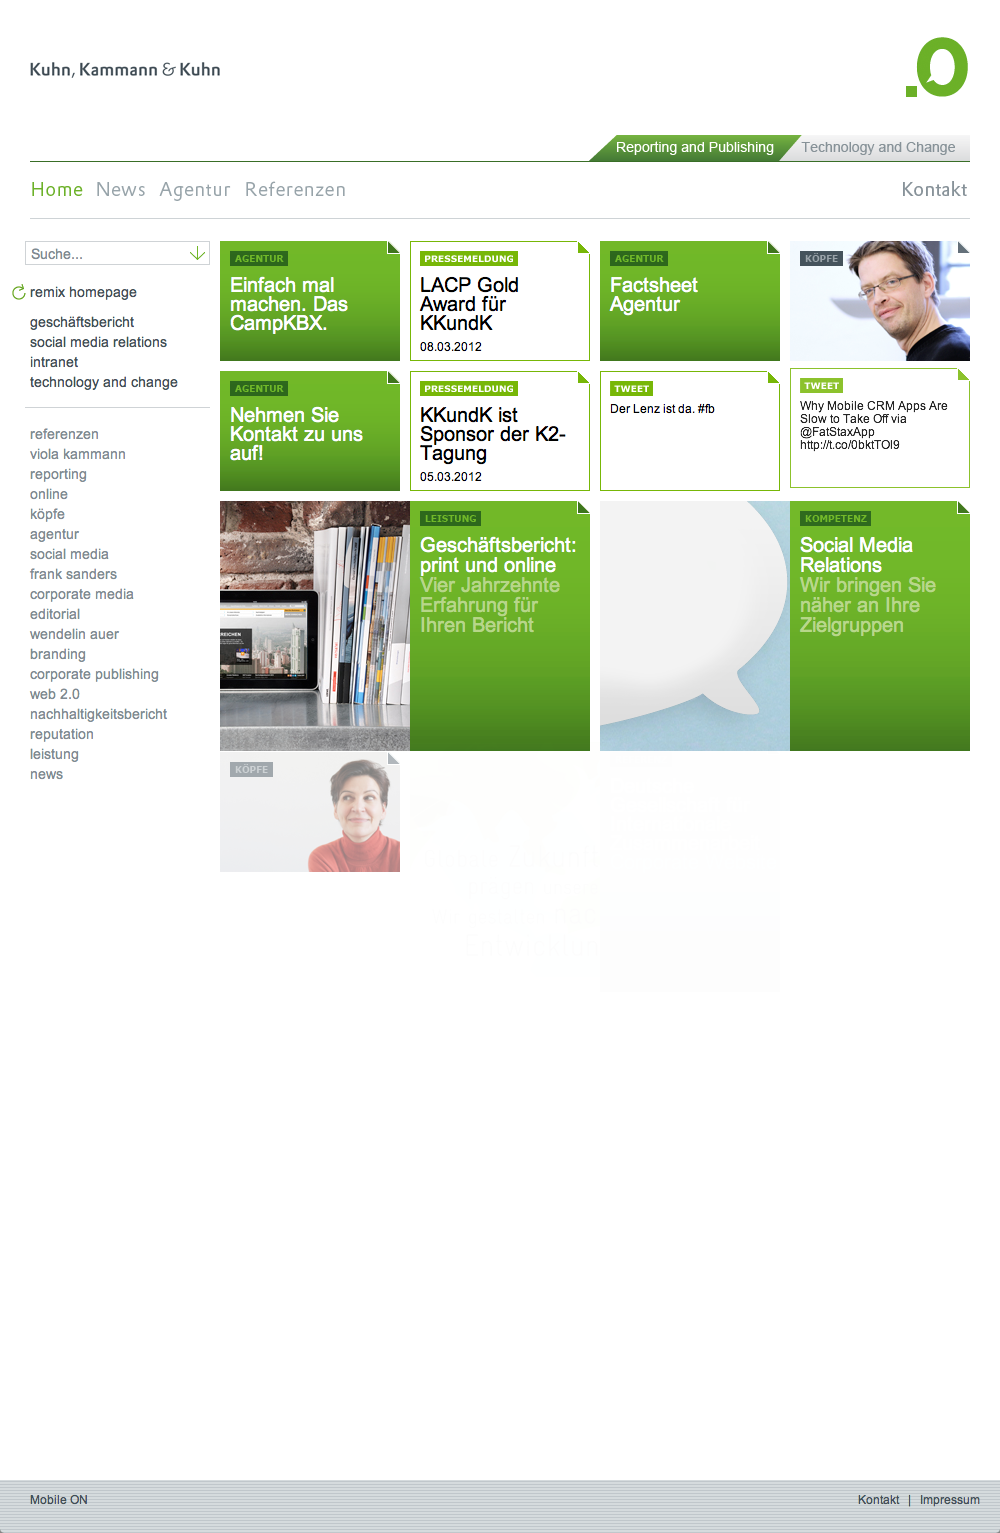 Kuhn, Kammann & Kuhn
.O
Reporting and Publishing
Technology and Change
Home News Agentur Referenzen
Kontakt
Suche...
remix homepage
geschäftsbericht
social media relations
intranet
technology and change
referenzen
viola kammann
reporting
online
köpfe
agentur
social media
frank sanders
corporate media
editorial
wendelin auer
branding
corporate publishing
web 2.0
nachhaltigkeitsbericht
reputation
leistung
news
AGENTUR
Einfach mal
machen. Das
CampKBX.
PRESSEMELDUNG
LACP Gold
Award für
KKundK
08.03.2012
AGENTUR
Factsheet
Agentur
KÖPFE
AGENTUR
Nehmen Sie
Kontakt zu uns
auf!
PRESSEMELDUNG
KKundK ist
Sponsor der K2-
Tagung
05.03.2012
TWEET
Der Lenz ist da. #fb
TWEET
Why Mobile CRM Apps Are
Slow to Take Off via
@FatStaxApp
http://t.co/0bktTOl9
LEISTUNG
Geschäftsbericht:
print und online
Vier Jahrzehnte
Erfahrung für
Ihren Bericht
KOMPETENZ
Social Media
Relations
Wir bringen Sie
näher an Ihre
Zielgruppen
KÖPFE
Mobile ON
Kontakt | Impressum